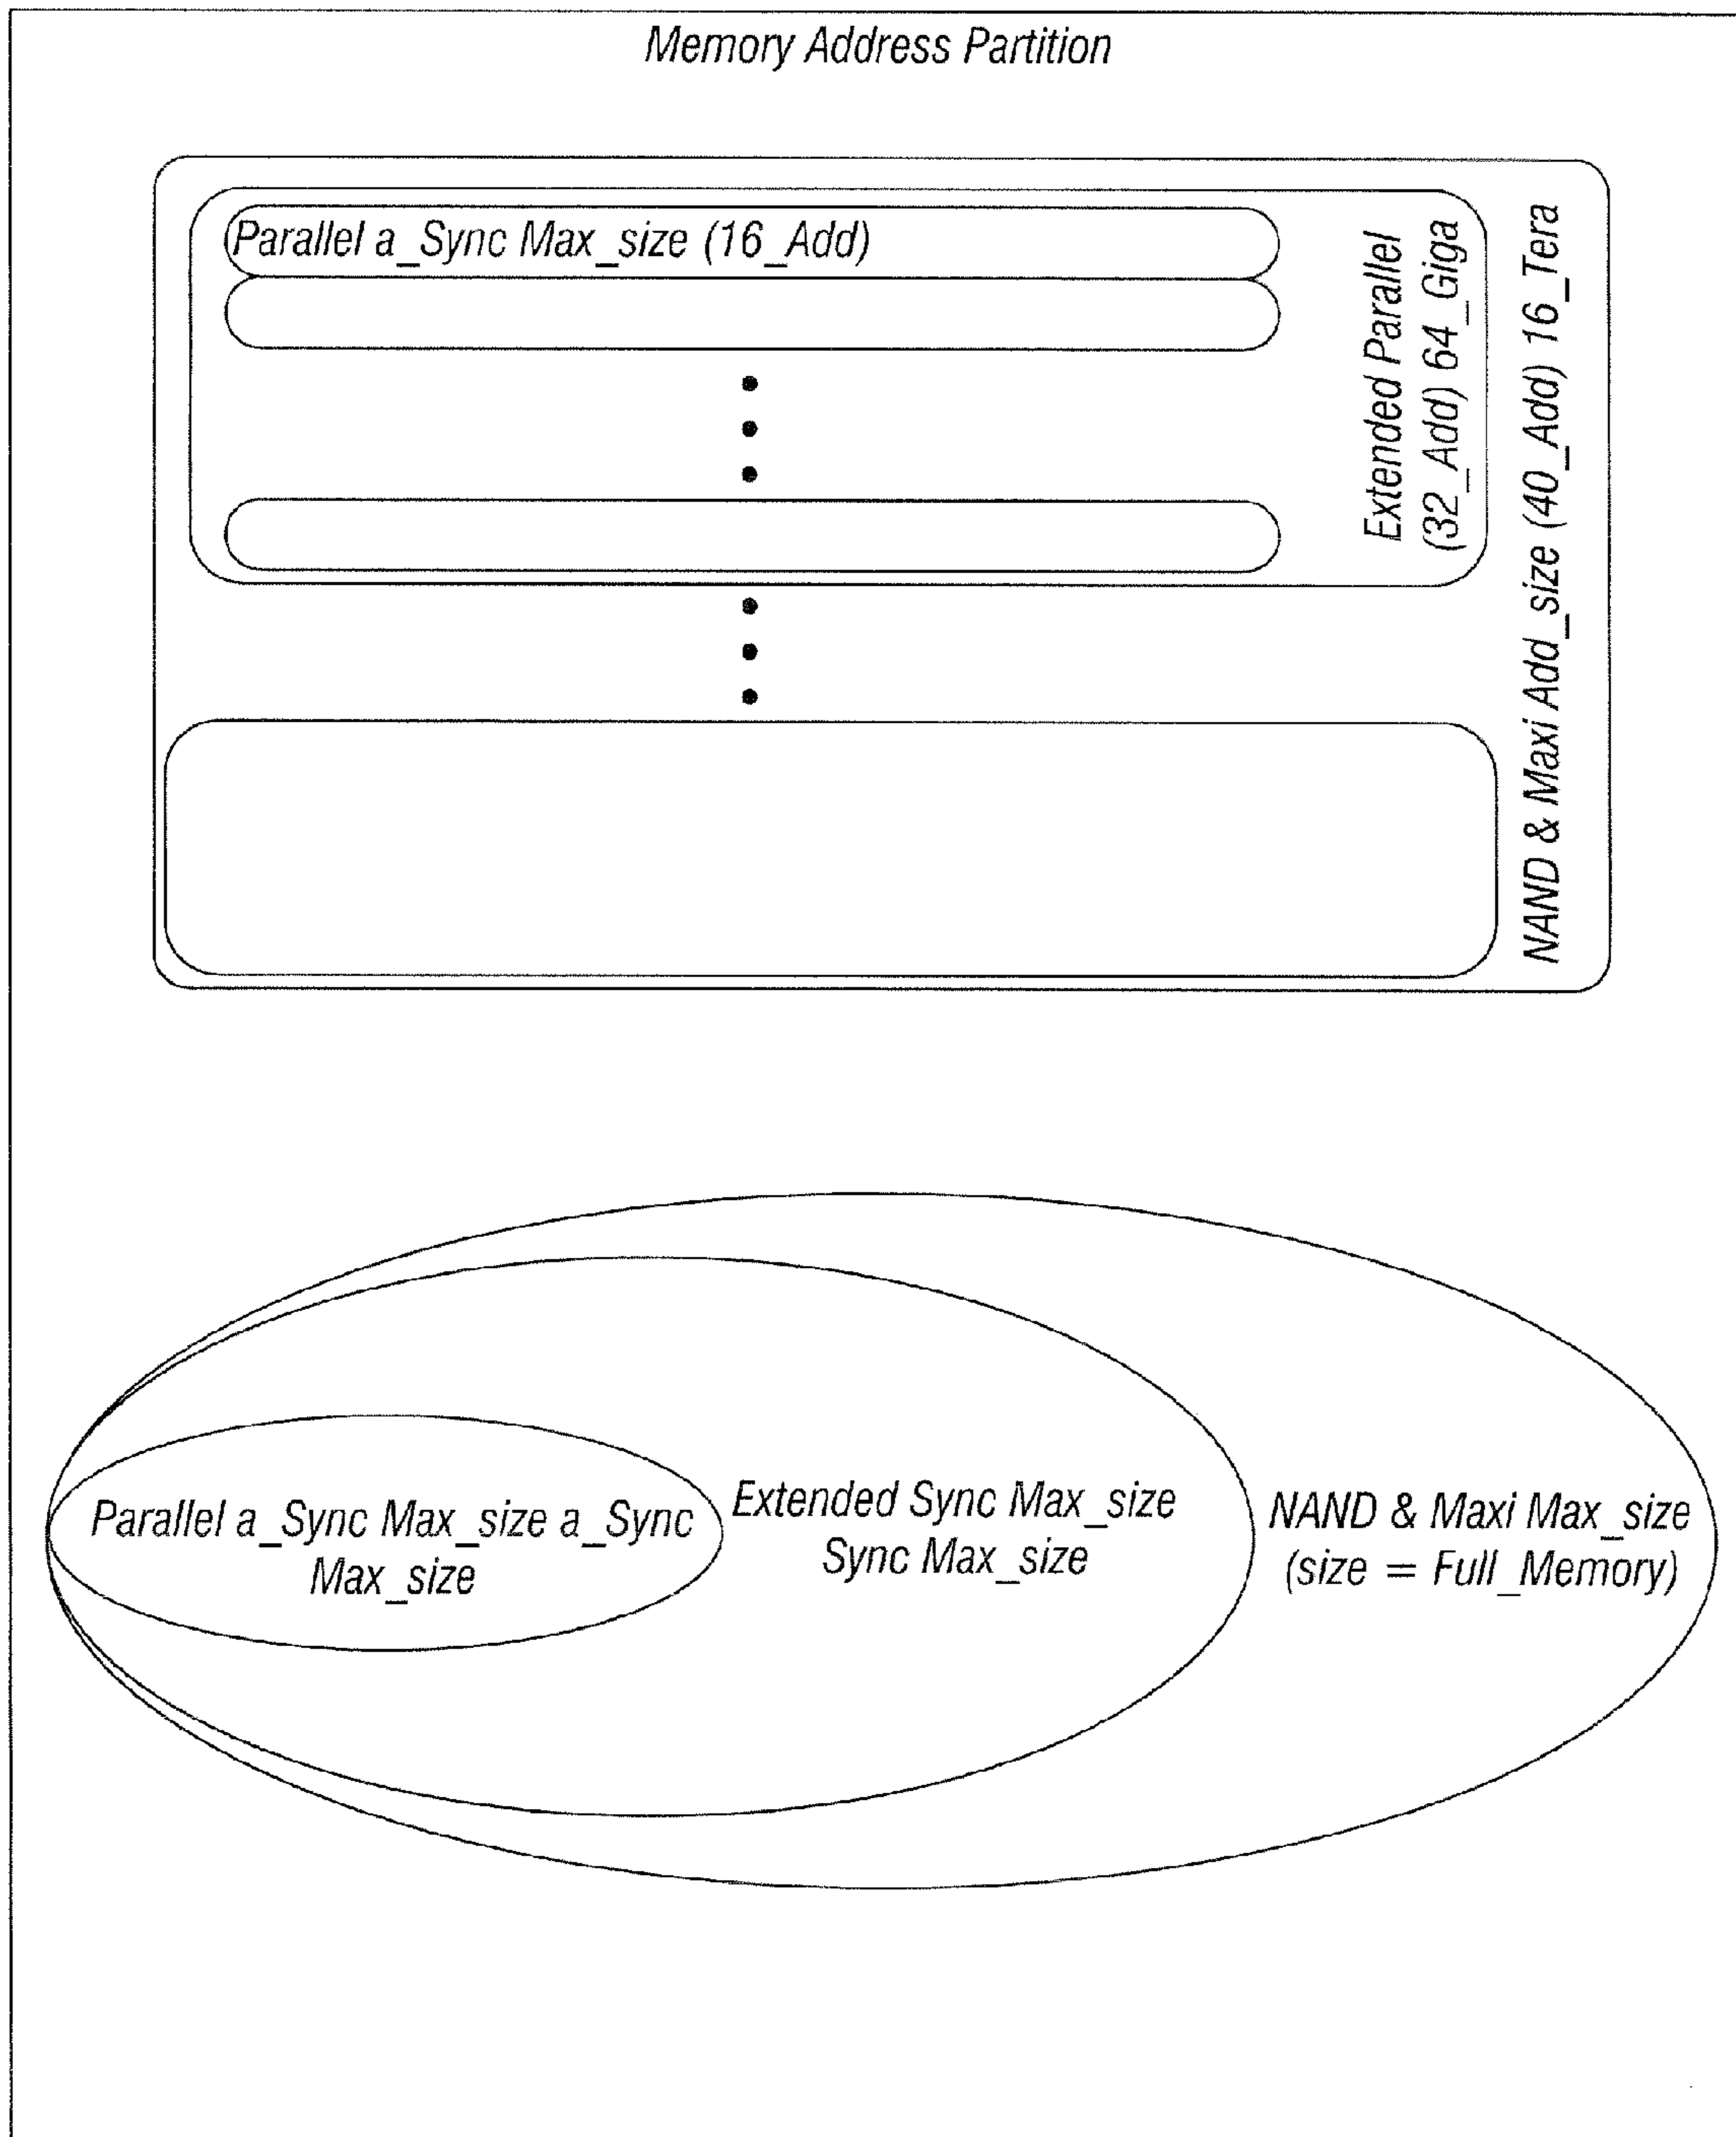 Memory Address Partition
Parallel a_Sync Max_size (16_Add)
Extended Parallel
(32_Add) 64_Giga
NAND & Maxi Add_size (40_Add) 16_Tera
Parallel a_Sync Max_size a_Sync
Max_size
Extended Sync Max_size
Sync Max_size
NAND & Maxi Max_size
(size = Full_Memory)